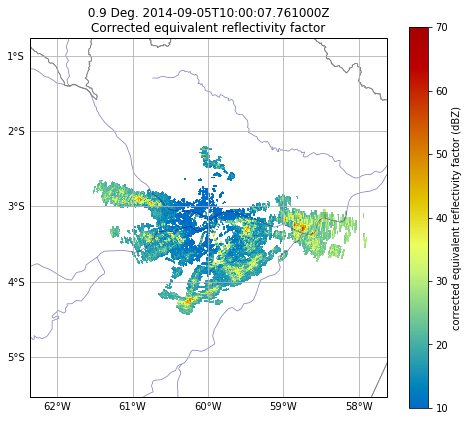 0.9 Deg. 2014-09-05T10:00:07.761000Z
Corrected equivalent reflectivity factor
1°S
2°S
3°S
4°S
5°S
62°W
61°W
60°W
59°W
58°W
70
60
50
40
30
20
10
corrected equivalent reflectivity factor (dBZ)